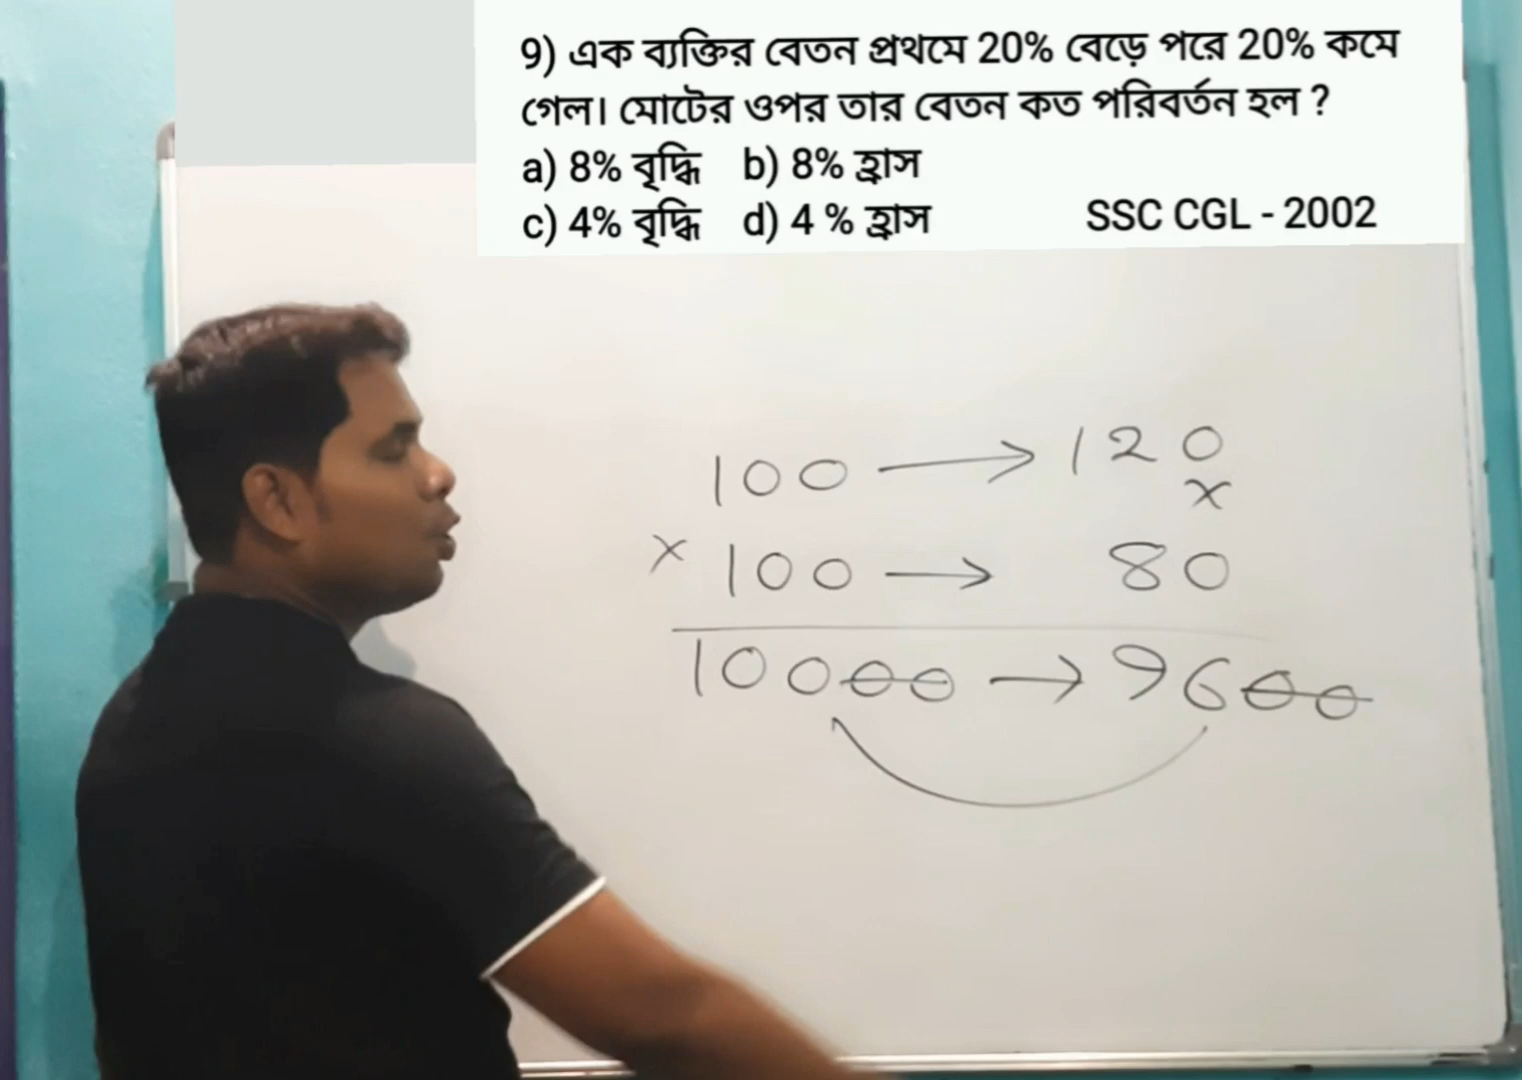 9) এক ব্যক্তির বেতন প্রথমে 20% বেড়ে পরে 20% কমে
গেল। মোটের ওপর তার বেতন কত পরিবর্তন হল ?
a) 8% বৃদ্ধি b) 8% হ্রাস
c) 4% বৃদ্ধি d) 4 % হ্রাস SSC CGL - 2002
100 → 120
x
x 100 → 80
10000 → 9600